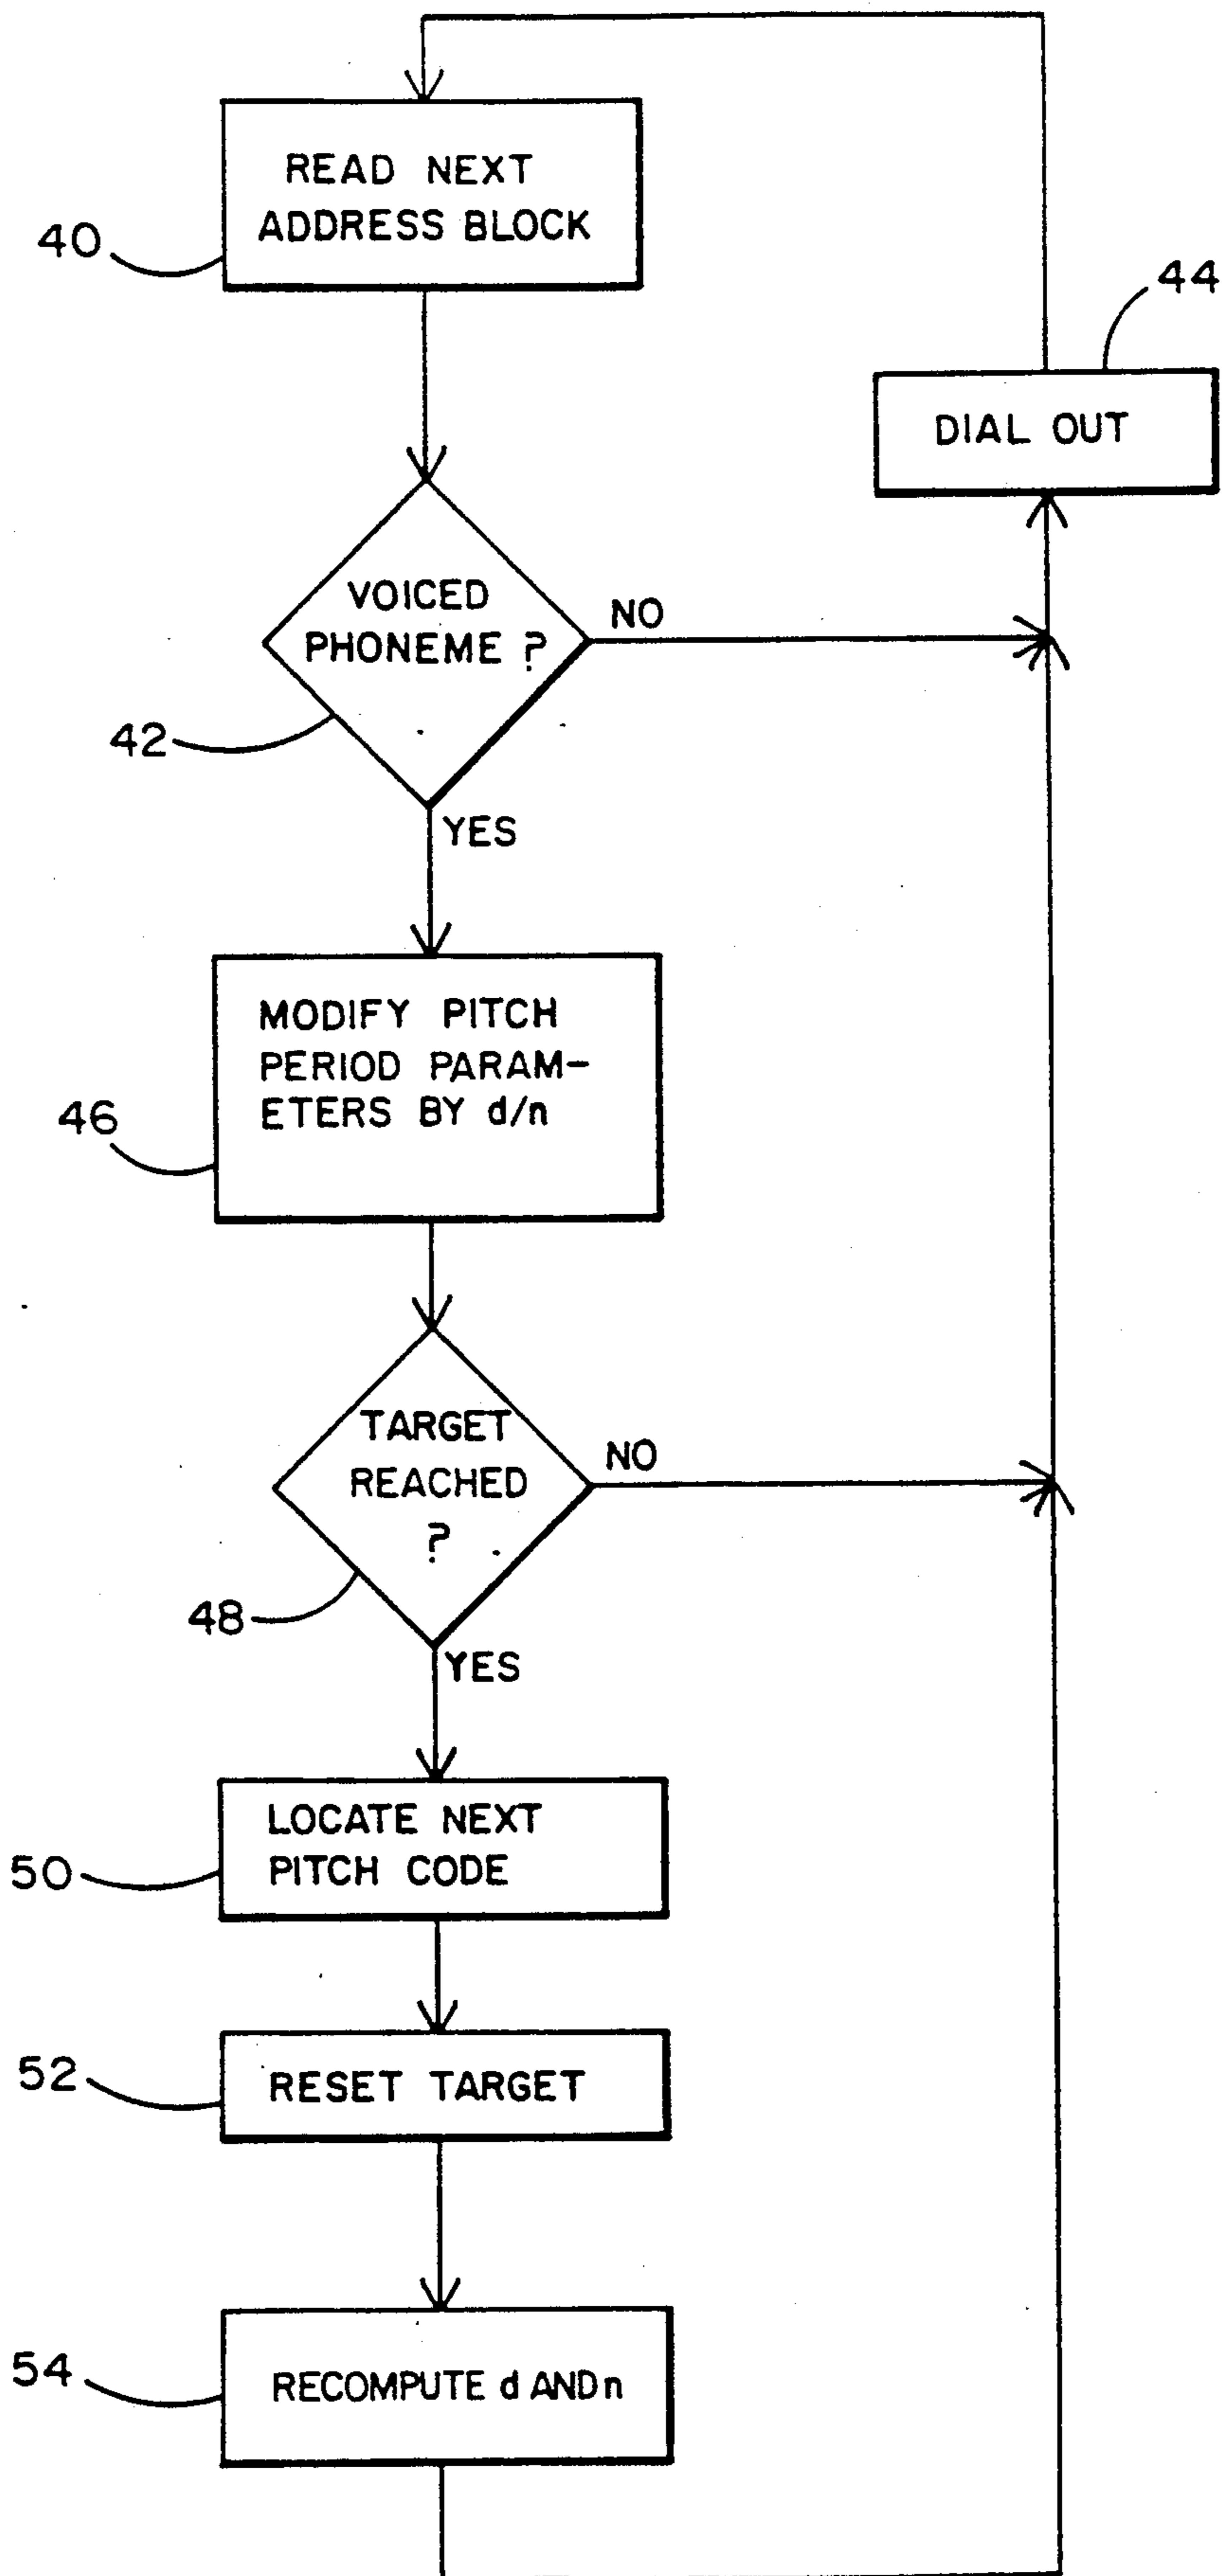 READ NEXT
ADDRESS BLOCK
40
44
DIAL OUT
VOICED
PHONEME ?
NO
42
YES
MODIFY PITCH
PERIOD PARAM-
ETERS BY d/n
46
TARGET
REACHED
?
NO
48
YES
LOCATE NEXT
PITCH CODE
50
RESET TARGET
52
RECOMPUTE d AND n
54